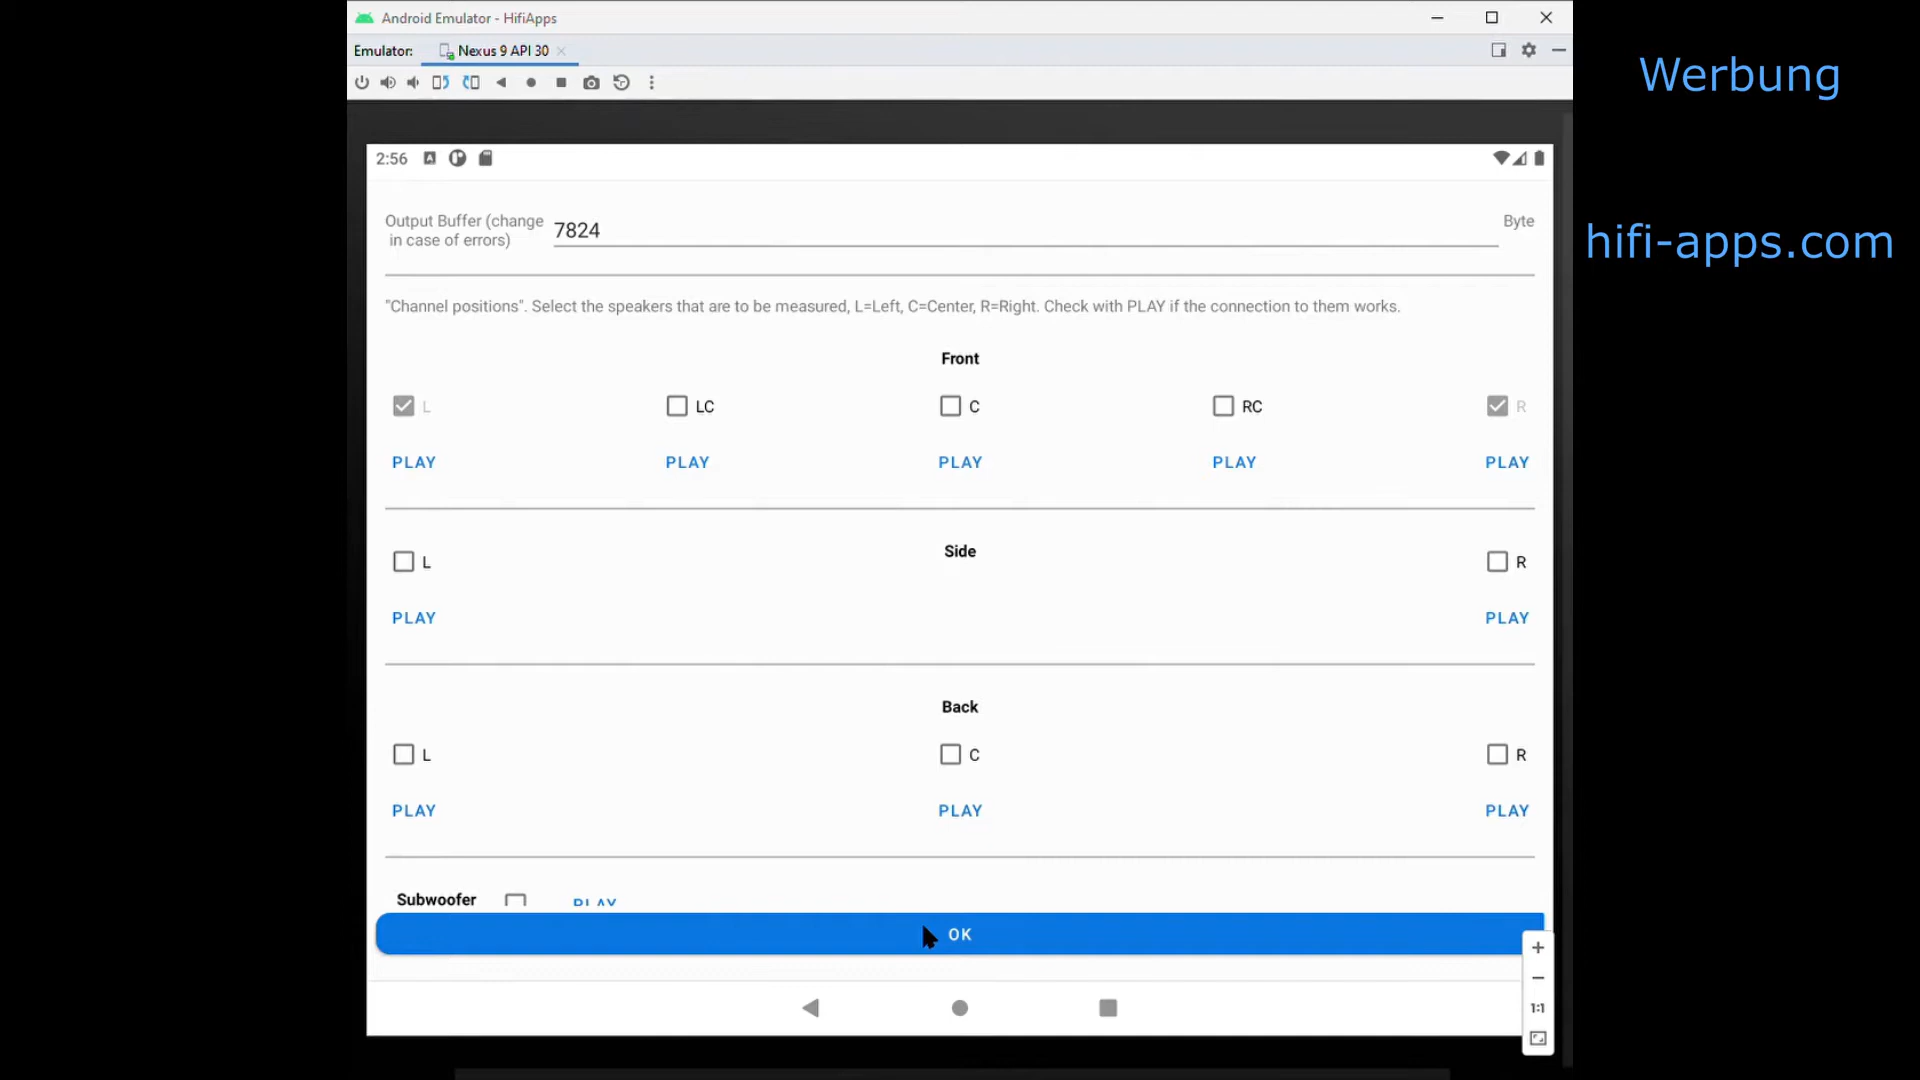 Android Emulator - HifiApps
Emulator: Nexus 9 API 30
Werbung
hifi-apps.com
2:56
Output Buffer (change in case of errors) 7824 Byte
"Channel positions". Select the speakers that are to be measured, L=Left, C=Center, R=Right. Check with PLAY if the connection to them works.
Front
L LC C RC R
PLAY PLAY PLAY PLAY PLAY
Side
L R
PLAY PLAY
Back
L C R
PLAY PLAY PLAY
Subwoofer PLAY
OK
1:1